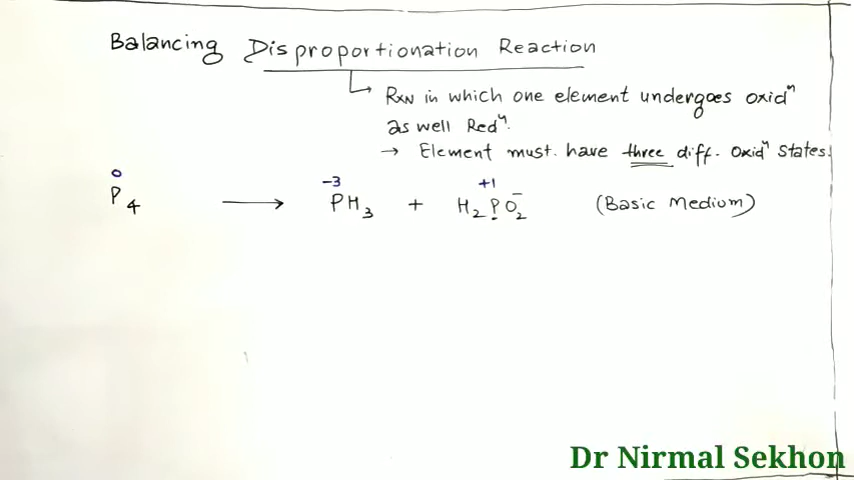 Balancing Disproportionation Reaction
→ Rxn in which one element undergoes oxidⁿ
as well Redⁿ.
→ Element must have three diff. Oxidⁿ States.
0 -3 +1
P₄ → PH₃ + H₂PO₂⁻ (Basic Medium)
Dr Nirmal Sekhon